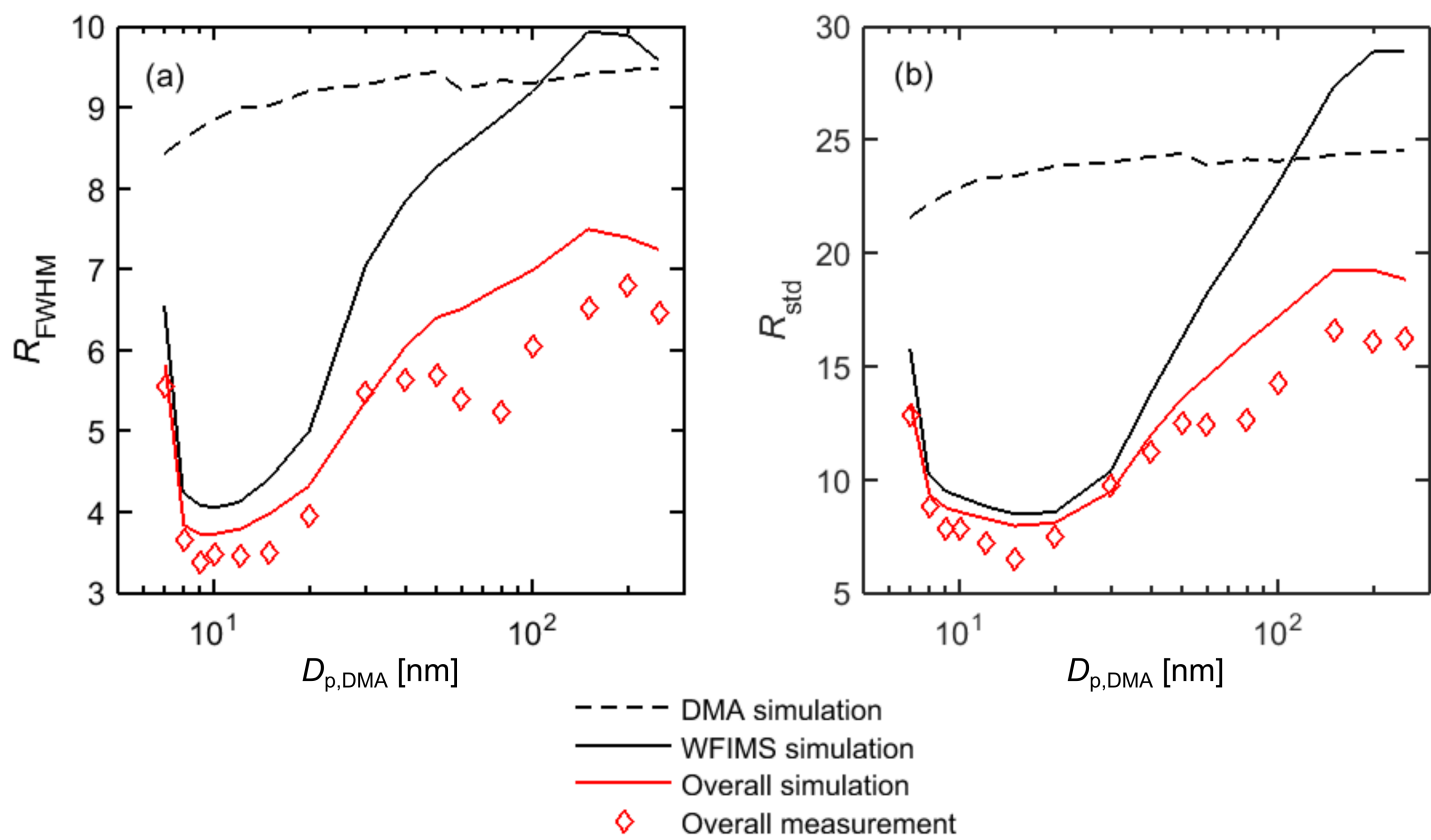 (a)
10
9
8
7
6
5
4
3
R_FWHM
10^1
10^2
D_p,DMA [nm]
(b)
30
25
20
15
10
5
R_std
10^1
10^2
D_p,DMA [nm]
DMA simulation
WFIMS simulation
Overall simulation
Overall measurement